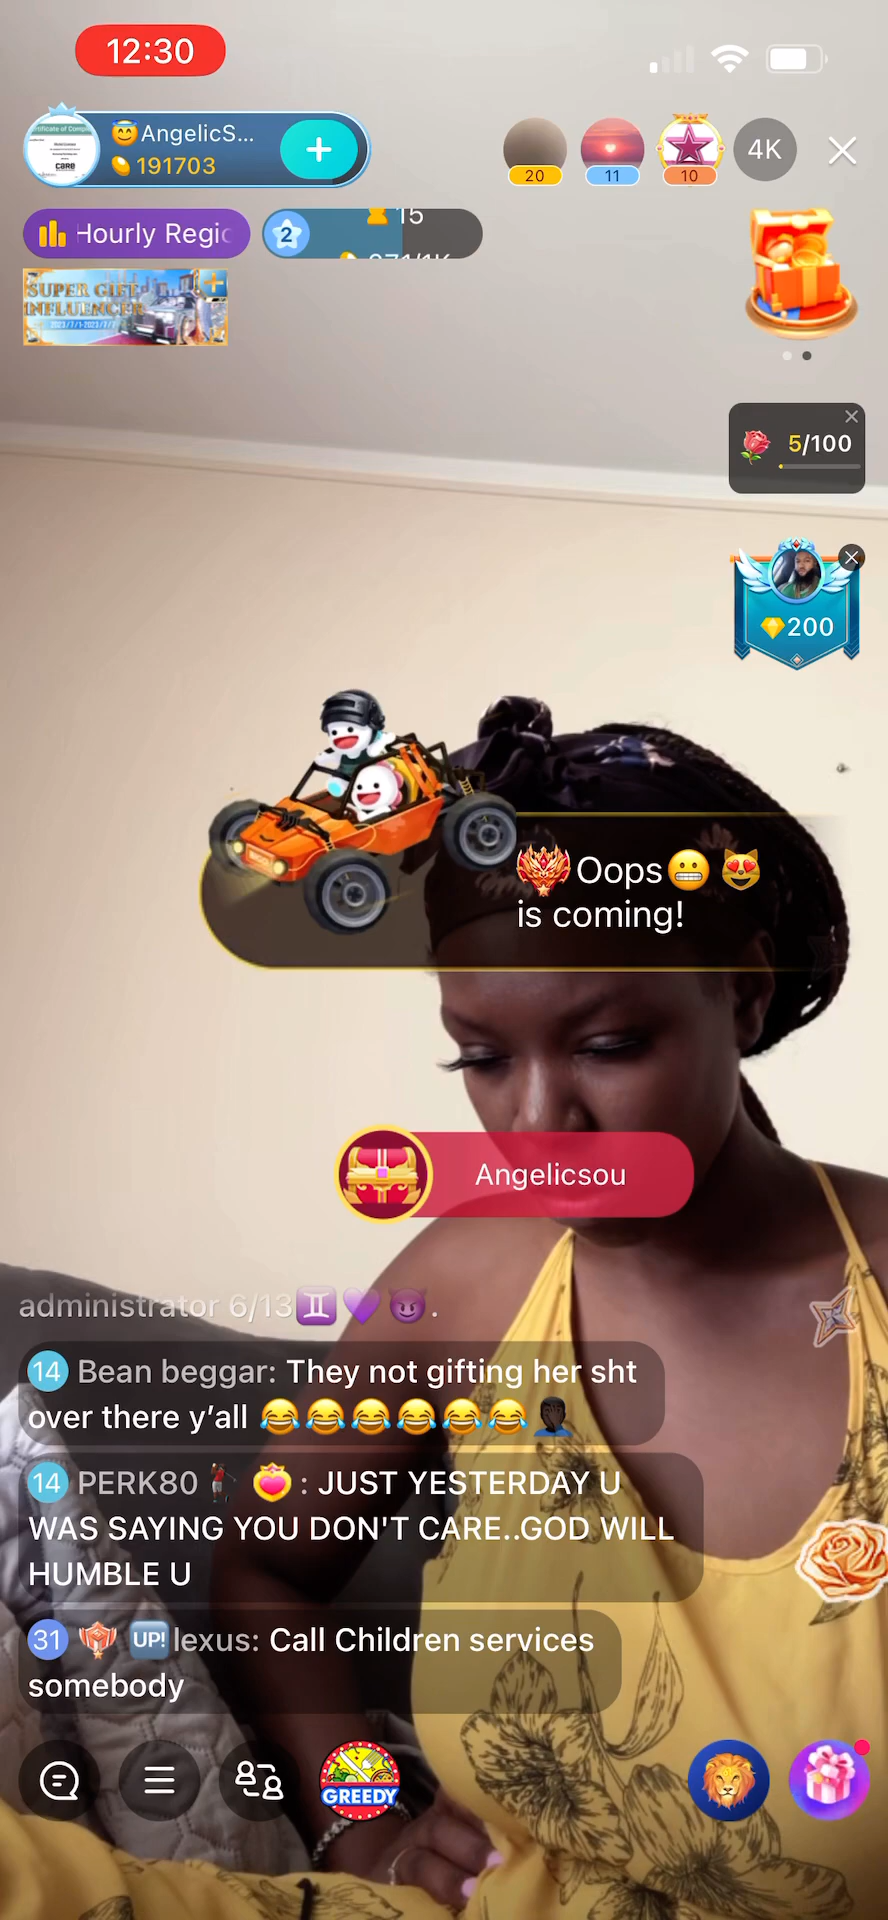 12:30
😇AngelicS...
191703
20
11
10
4K
Hourly Regic
2
15
SUPER GIFT
INFLUENCER
5/100
200
Oops😬😻
is coming!
Angelicsou
administrator 6/13♊💜😈.
14 Bean beggar: They not gifting her sht
over there y’all 😂😂😂😂😂😂🤦🏿‍♂️
14 PERK80🏌🏿‍♂️ : JUST YESTERDAY U
WAS SAYING YOU DON'T CARE..GOD WILL
HUMBLE U
31 🆙lexus: Call Children services
somebody
GREEDY